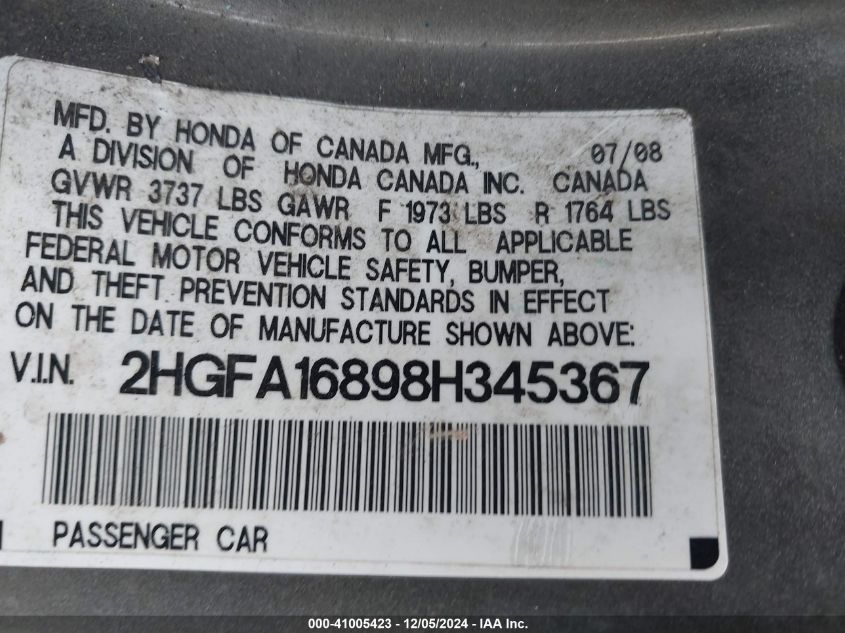 MFD. BY HONDA OF CANADA MFG., 07/08
A DIVISION OF HONDA CANADA INC. CANADA
GVWR 3737 LBS GAWR F 1973 LBS R 1764 LBS
THIS VEHICLE CONFORMS TO ALL APPLICABLE
FEDERAL MOTOR VEHICLE SAFETY, BUMPER,
AND THEFT PREVENTION STANDARDS IN EFFECT
ON THE DATE OF MANUFACTURE SHOWN ABOVE:
V.I.N. 2HGFA16898H345367
PASSENGER CAR
000-41005423 - 12/05/2024 - IAA Inc.